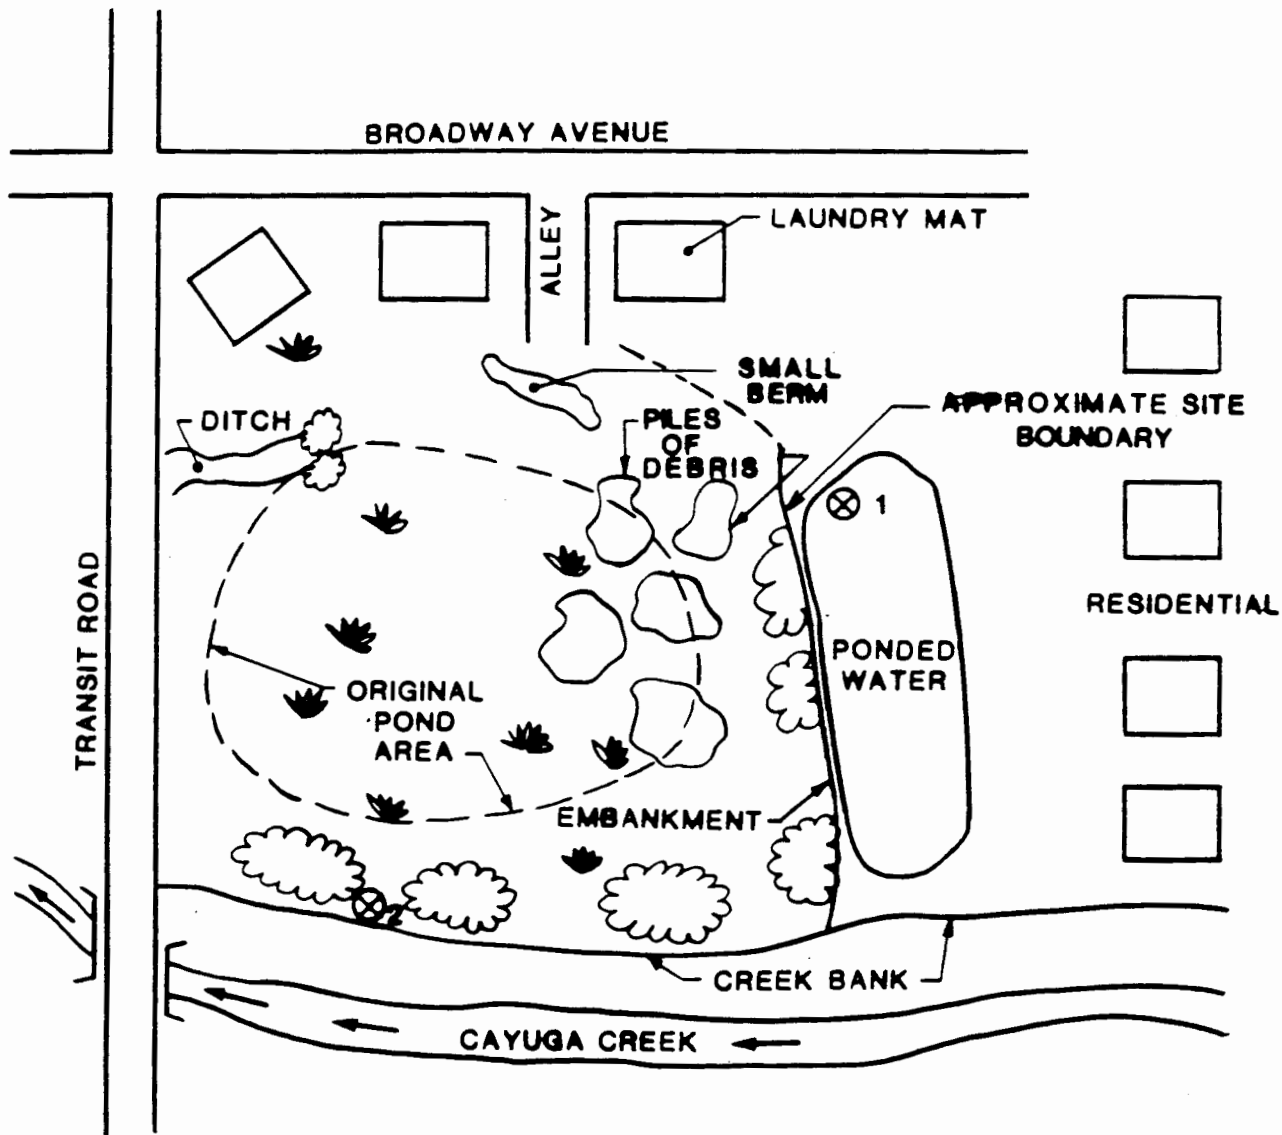 BROADWAY AVENUE
LAUNDRY MAT
ALLEY
SMALL
BERM
DITCH
PILES
OF
DEBRIS
APPROXIMATE SITE
BOUNDARY
1
TRANSIT ROAD
RESIDENTIAL
PONDED
WATER
ORIGINAL
POND
AREA
EMBANKMENT
2
CREEK BANK
CAYUGA CREEK